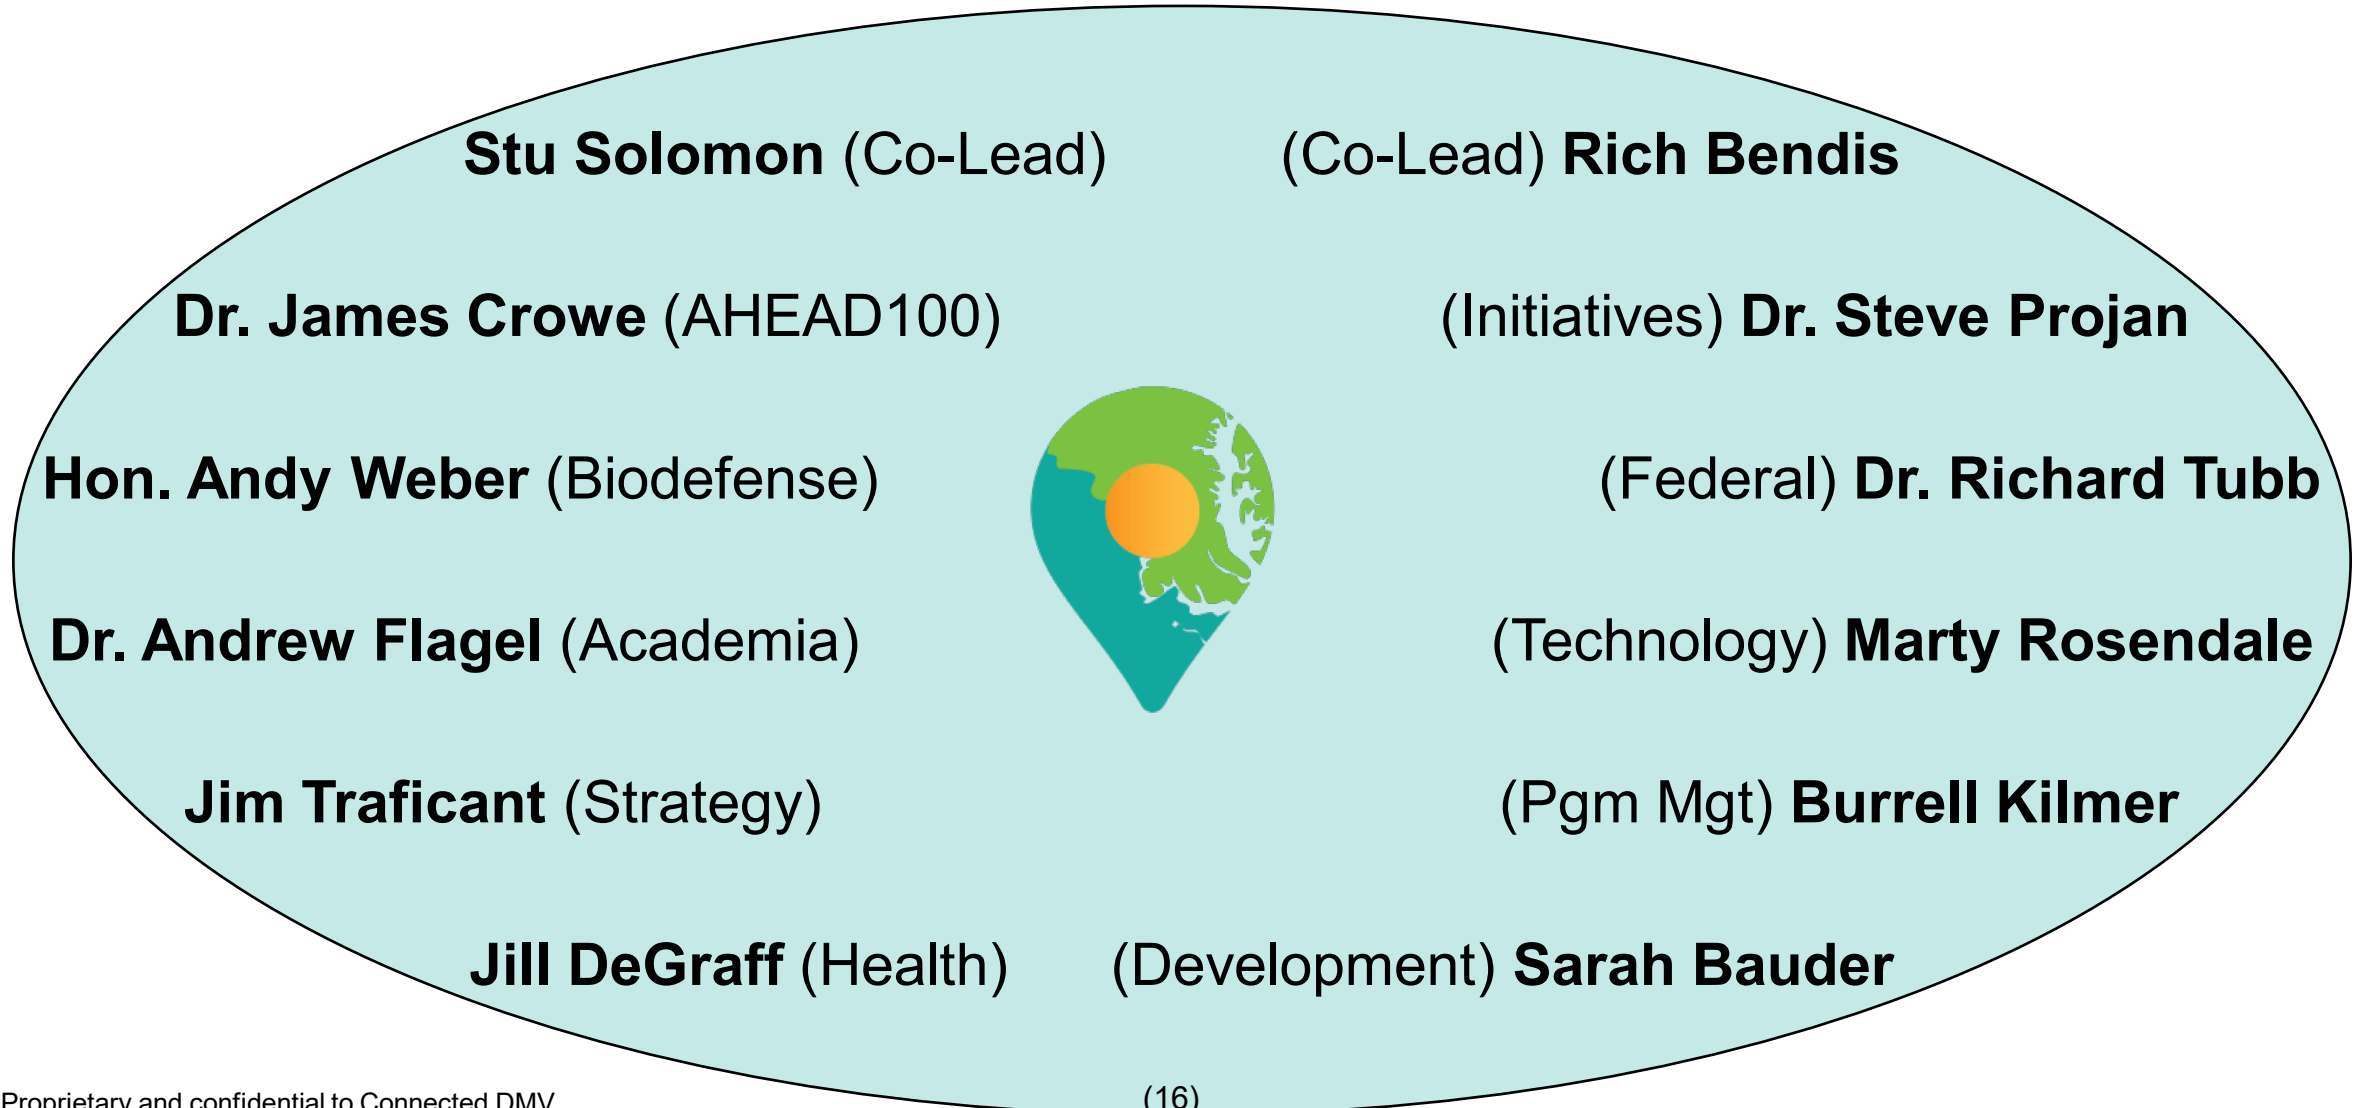 Stu Solomon (Co-Lead) (Co-Lead) Rich Bendis
Dr. James Crowe (AHEAD100) (Initiatives) Dr. Steve Projan
Hon. Andy Weber (Biodefense) (Federal) Dr. Richard Tubb
Dr. Andrew Flagel (Academia) (Technology) Marty Rosendale
Jim Traficant (Strategy) (Pgm Mgt) Burrell Kilmer
Jill DeGraff (Health) (Development) Sarah Bauder
Proprietary and confidential to Connected DMV (16)